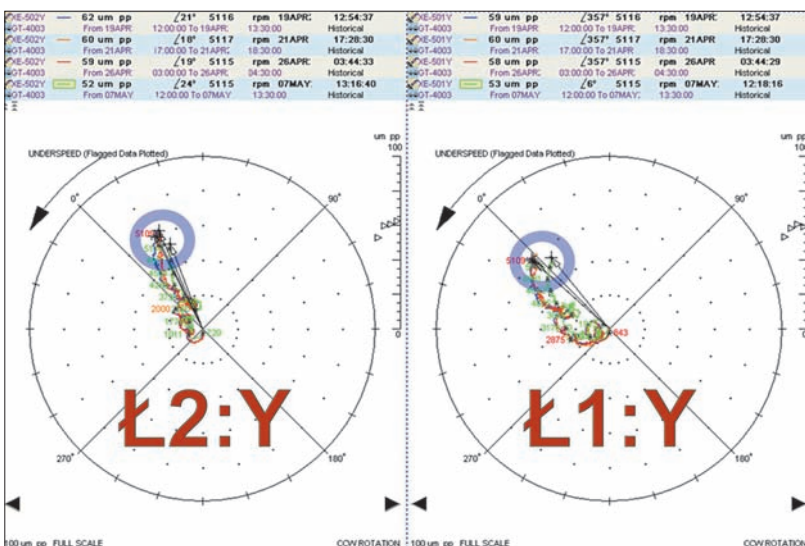 XE-502Y 62 um pp ∠21° 5116 rpm 19APR 12:54:37
GT-4003 From 19APR 12:00:00 To 19APR 13:30:00 Historical
XE-502Y 60 um pp ∠18° 5117 rpm 21APR 17:28:30
GT-4003 From 21APR 17:00:00 To 21APR 18:30:00 Historical
XE-502Y 59 um pp ∠19° 5115 rpm 26APR 03:44:33
GT-4003 From 26APR 03:00:00 To 26APR 04:30:00 Historical
XE-502Y 52 um pp ∠24° 5115 rpm 07MAY 13:16:40
GT-4003 From 07MAY 12:00:00 To 07MAY 13:30:00 Historical
um pp
100
UNDERSPEED (Flagged Data Plotted)
0°
90°
5109
2000
0
Ł2:Y
270°
180°
100 um pp FULL SCALE CCW ROTATION
XE-501Y 59 um pp ∠357° 5116 rpm 19APR: 12:54:37
GT-4003 From 19APR: 12:00:00 To 19APR: 13:30:00 Historical
XE-501Y 60 um pp ∠357° 5117 rpm 21APR 17:28:30
GT-4003 From 21APR 17:00:00 To 21APR 18:30:00 Historical
XE-501Y 58 um pp ∠357° 5115 rpm 26APR: 03:44:29
GT-4003 From 26APR: 03:00:00 To 26APR 04:30:00 Historical
XE-501Y 53 um pp ∠6° 5115 rpm 07MAY 12:18:16
GT-4003 From 07MAY 12:00:00 To 07MAY 13:30:00 Historical
um pp
100
UNDERSPEED (Flagged Data Plotted)
0°
90°
5109
2875
643
0
Ł1:Y
270°
180°
100 um pp FULL SCALE CCW ROTATION